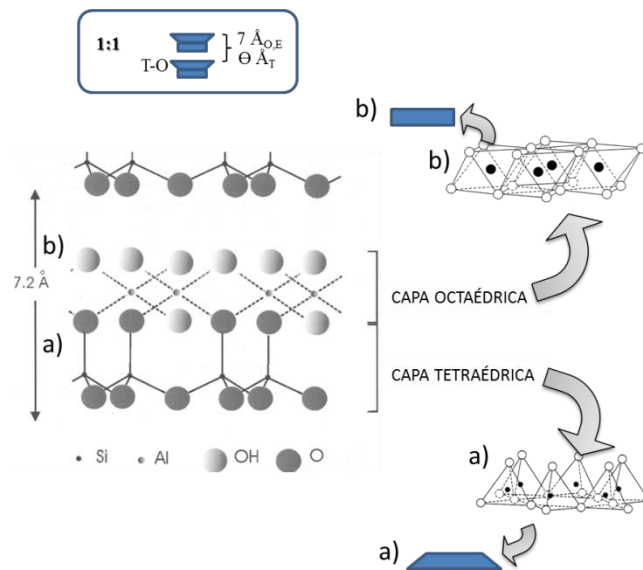 1:1
7 Å O,E
T-O
Ɵ Å T
b)
b)
b)
7.2 Å
CAPA OCTAÉDRICA
a)
CAPA TETRAÉDRICA
a)
Si
Al
OH
O
a)